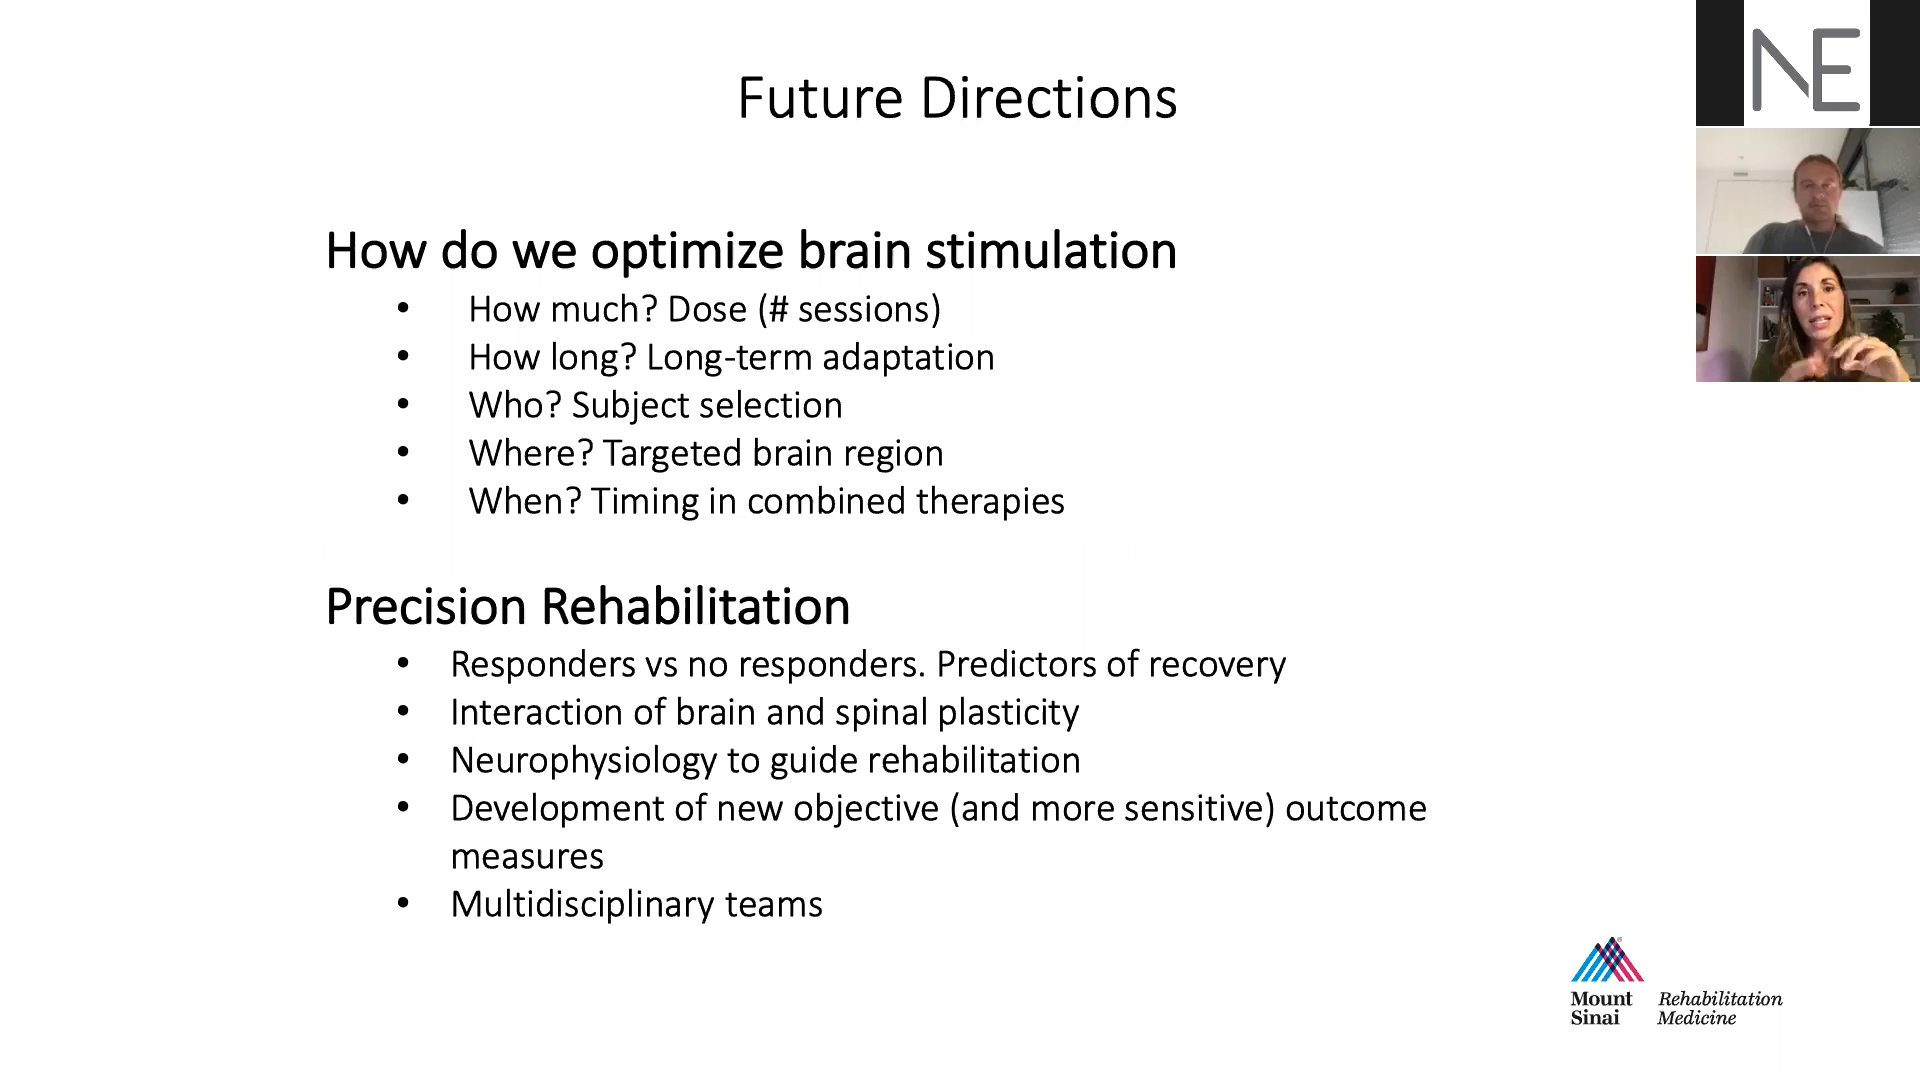 Future Directions
NE
How do we optimize brain stimulation
• How much? Dose (# sessions)
• How long? Long-term adaptation
• Who? Subject selection
• Where? Targeted brain region
• When? Timing in combined therapies
Precision Rehabilitation
• Responders vs no responders. Predictors of recovery
• Interaction of brain and spinal plasticity
• Neurophysiology to guide rehabilitation
• Development of new objective (and more sensitive) outcome
measures
• Multidisciplinary teams
Mount
Sinai
Rehabilitation
Medicine